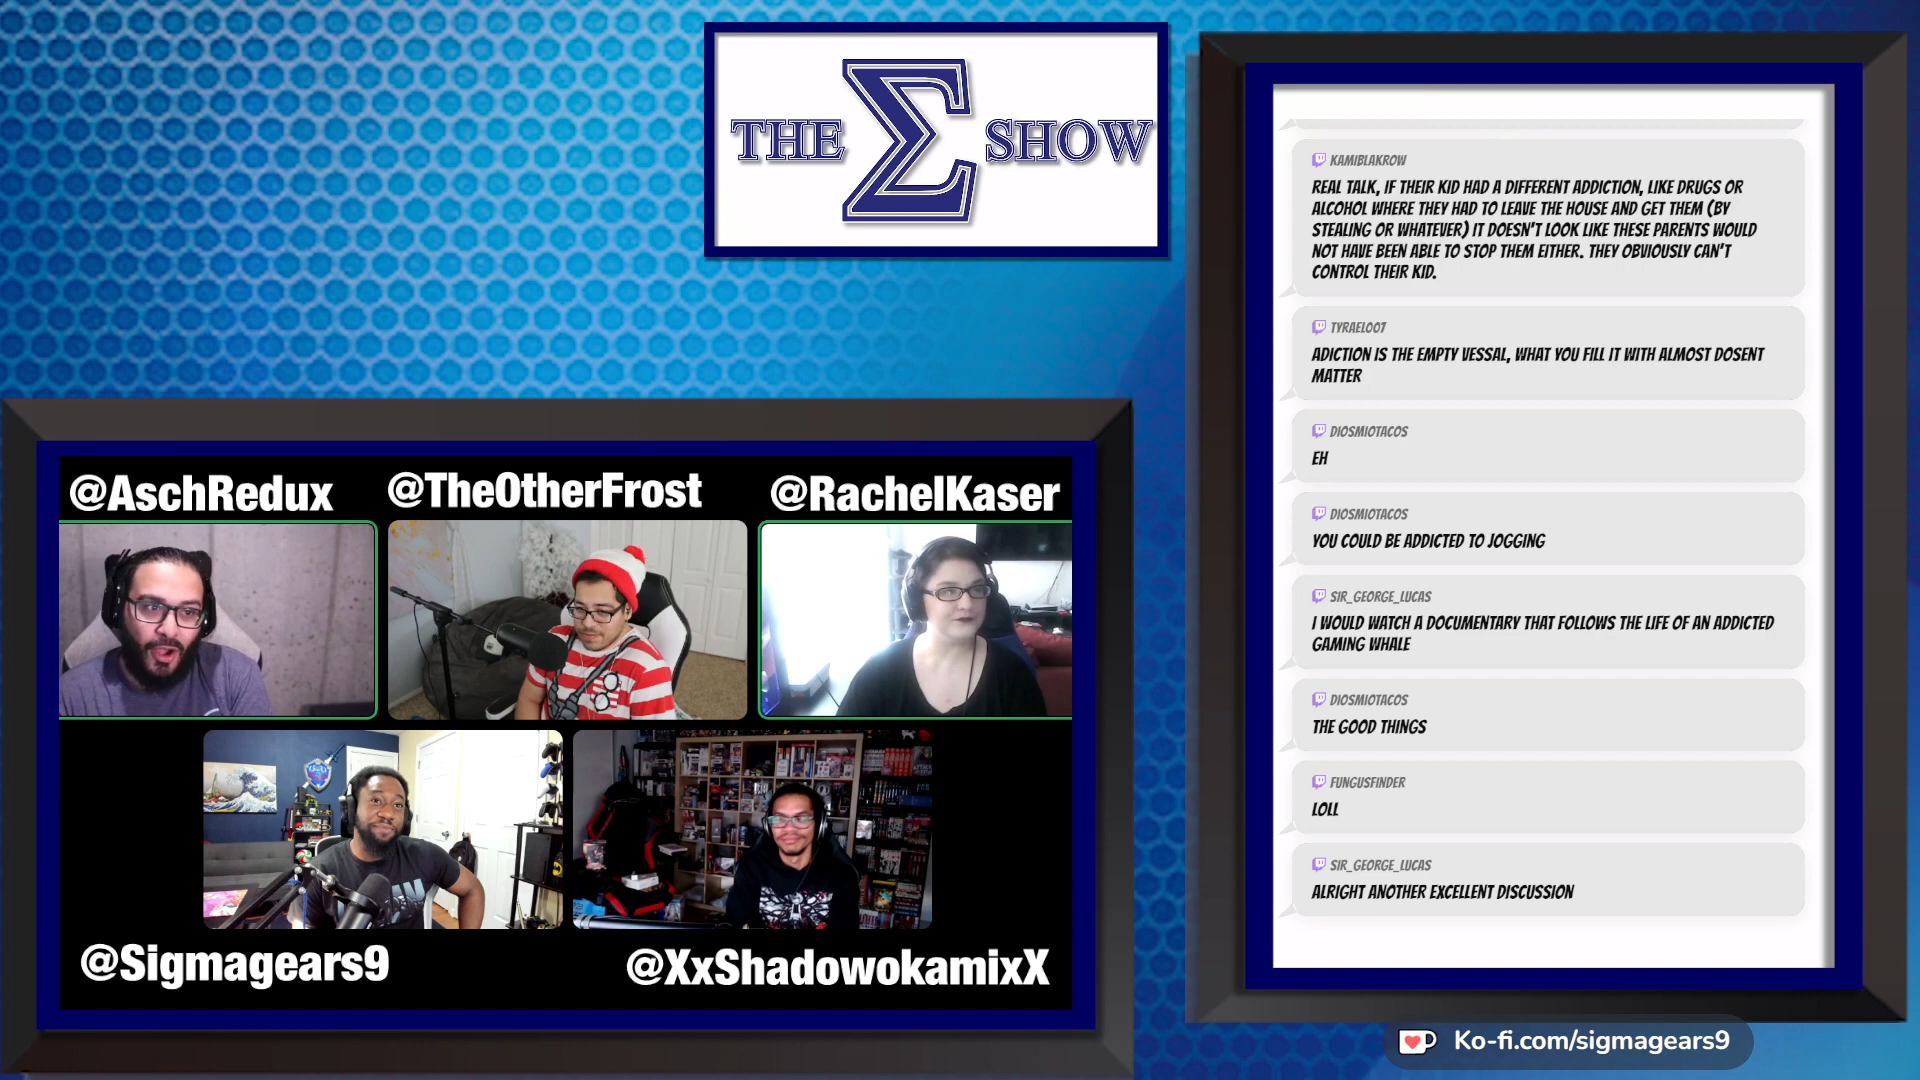 THE Σ SHOW
@AschRedux
@TheOtherFrost
@RachelKaser
@Sigmagears9
@XxShadowokamixX
KAMIBLAKROW
REAL TALK, IF THEIR KID HAD A DIFFERENT ADDICTION, LIKE DRUGS OR
ALCOHOL WHERE THEY HAD TO LEAVE THE HOUSE AND GET THEM (BY
STEALING OR WHATEVER) IT DOESN'T LOOK LIKE THESE PARENTS WOULD
NOT HAVE BEEN ABLE TO STOP THEM EITHER. THEY OBVIOUSLY CAN'T
CONTROL THEIR KID.
TYRAEL007
ADICTION IS THE EMPTY VESSAL, WHAT YOU FILL IT WITH ALMOST DOSENT
MATTER
DIOSMIOTACOS
EH
DIOSMIOTACOS
YOU COULD BE ADDICTED TO JOGGING
SIR_GEORGE_LUCAS
I WOULD WATCH A DOCUMENTARY THAT FOLLOWS THE LIFE OF AN ADDICTED
GAMING WHALE
DIOSMIOTACOS
THE GOOD THINGS
FUNGUSFINDER
LOLL
SIR_GEORGE_LUCAS
ALRIGHT ANOTHER EXCELLENT DISCUSSION
Ko-fi.com/sigmagears9